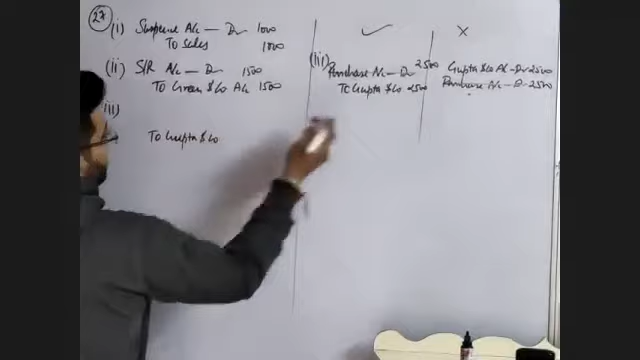 27
(i) Suspense A/c — Dr 1000
To Sales 1000
(ii) S/R A/c — Dr 1500
To Green & Co A/c 1500
(iii)
To Gupta & Co
✓
(iii) Purchase A/c — Dr 2500
To Gupta & Co 2500
×
Gupta & Co A/c - Dr 2500
Purchase A/c — Dr 2500